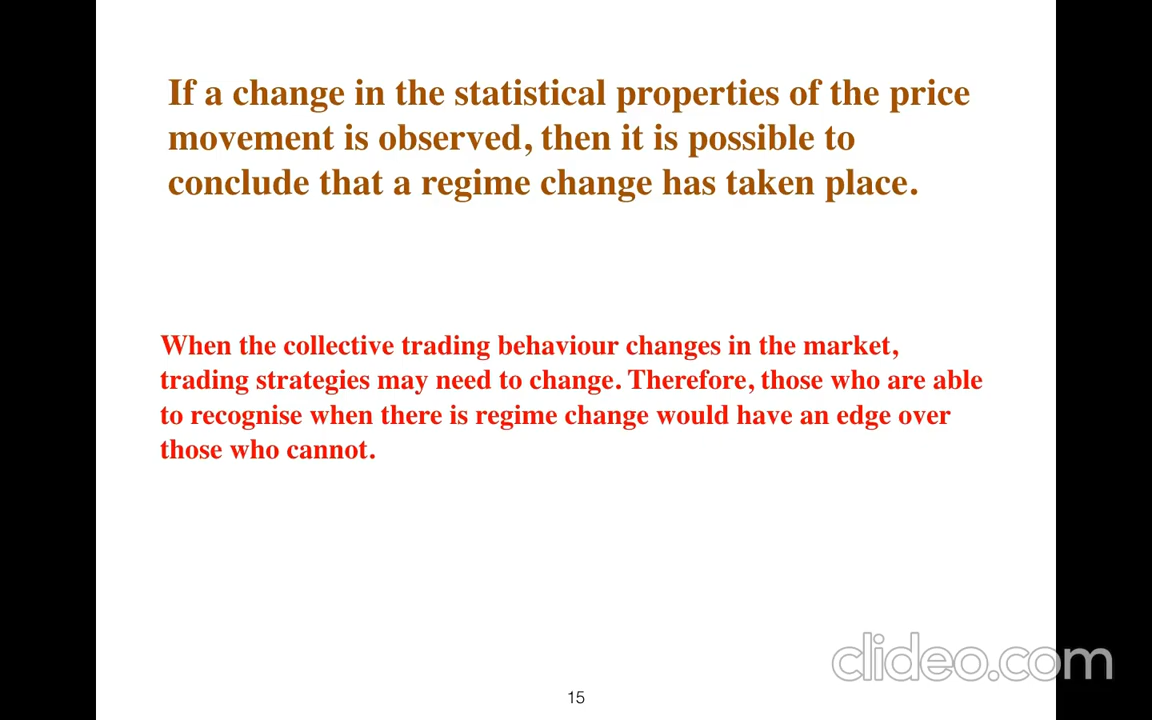 If a change in the statistical properties of the price
movement is observed, then it is possible to
conclude that a regime change has taken place.
When the collective trading behaviour changes in the market,
trading strategies may need to change. Therefore, those who are able
to recognise when there is regime change would have an edge over
those who cannot.
clideo.com
15